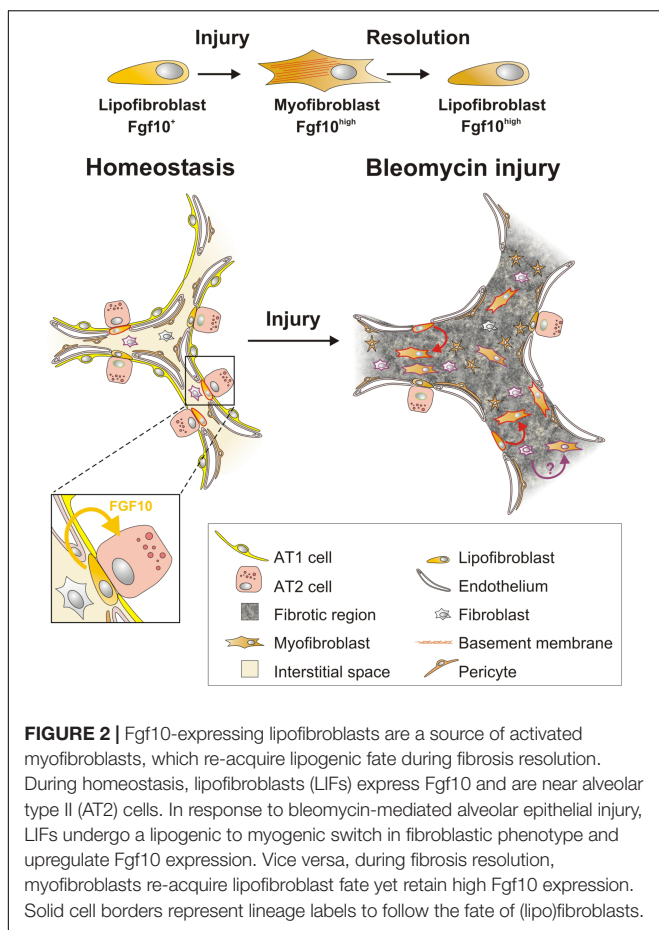 Injury
Resolution
Lipofibroblast
Fgf10+
Myofibroblast
Fgf10high
Lipofibroblast
Fgf10high
Homeostasis
Bleomycin injury
Injury
?
FGF10
AT1 cell
AT2 cell
Fibrotic region
Myofibroblast
Interstitial space
Lipofibroblast
Endothelium
Fibroblast
Basement membrane
Pericyte
FIGURE 2 | Fgf10-expressing lipofibroblasts are a source of activated
myofibroblasts, which re-acquire lipogenic fate during fibrosis resolution.
During homeostasis, lipofibroblasts (LIFs) express Fgf10 and are near alveolar
type II (AT2) cells. In response to bleomycin-mediated alveolar epithelial injury,
LIFs undergo a lipogenic to myogenic switch in fibroblastic phenotype and
upregulate Fgf10 expression. Vice versa, during fibrosis resolution,
myofibroblasts re-acquire lipofibroblast fate yet retain high Fgf10 expression.
Solid cell borders represent lineage labels to follow the fate of (lipo)fibroblasts.